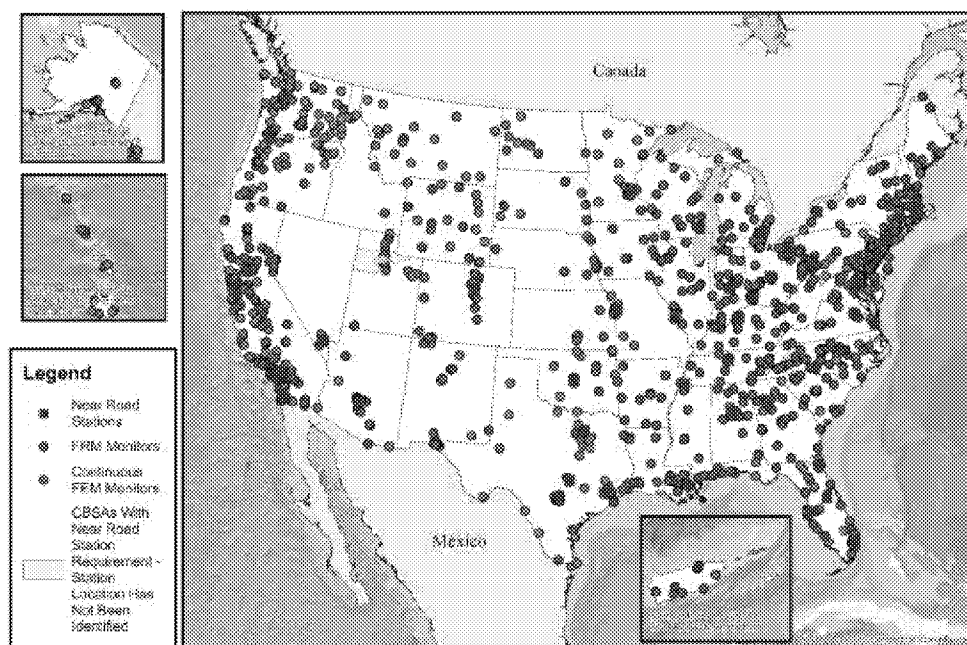 Canada
Legend
Near Road
Stations
FRM Monitors
Continuous
FEM Monitors
CBSAs With
Near Road
Station
Requirement -
Station
Location Has
Not Been
Identified
México